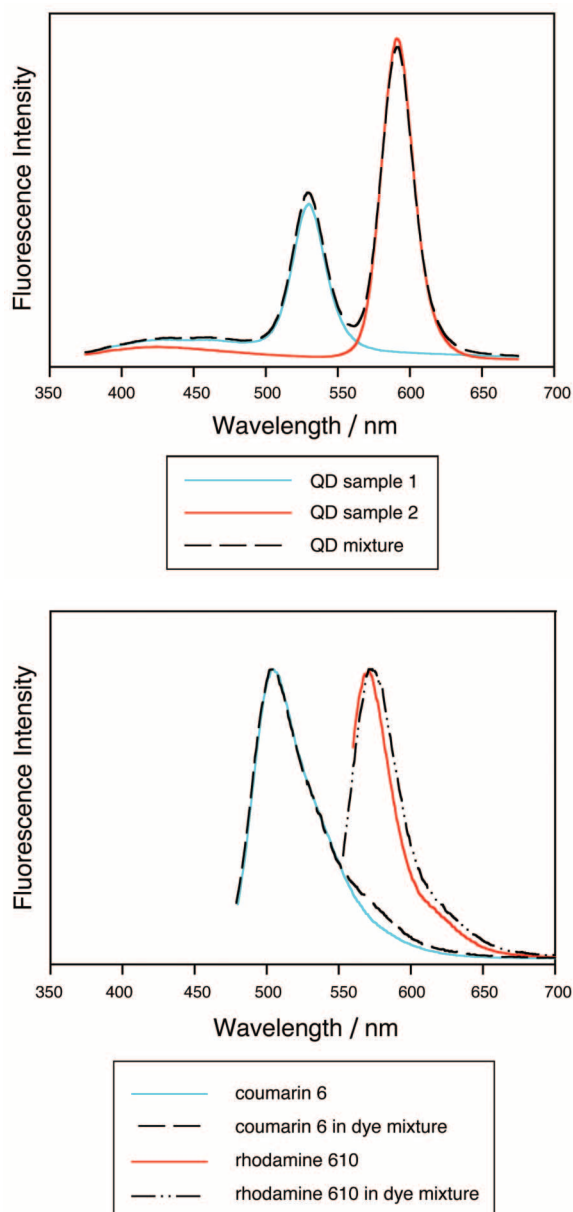 Fluorescence Intensity
350 400 450 500 550 600 650 700
Wavelength / nm
QD sample 1
QD sample 2
QD mixture
Fluorescence Intensity
350 400 450 500 550 600 650 700
Wavelength / nm
coumarin 6
coumarin 6 in dye mixture
rhodamine 610
rhodamine 610 in dye mixture